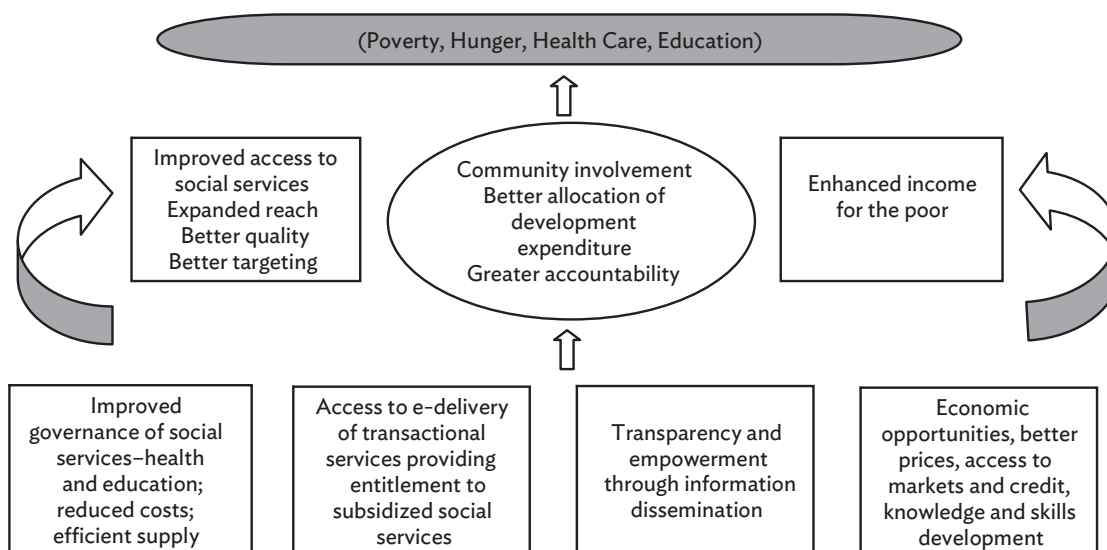 (Poverty, Hunger, Health Care, Education)
Improved access to
social services
Expanded reach
Better quality
Better targeting
Community involvement
Better allocation of
development
expenditure
Greater accountability
Enhanced income
for the poor
Improved
governance of social
services–health
and education;
reduced costs;
efficient supply
Access to e-delivery
of transactional
services providing
entitlement to
subsidized social
services
Transparency and
empowerment
through information
dissemination
Economic
opportunities, better
prices, access to
markets and credit,
knowledge and skills
development